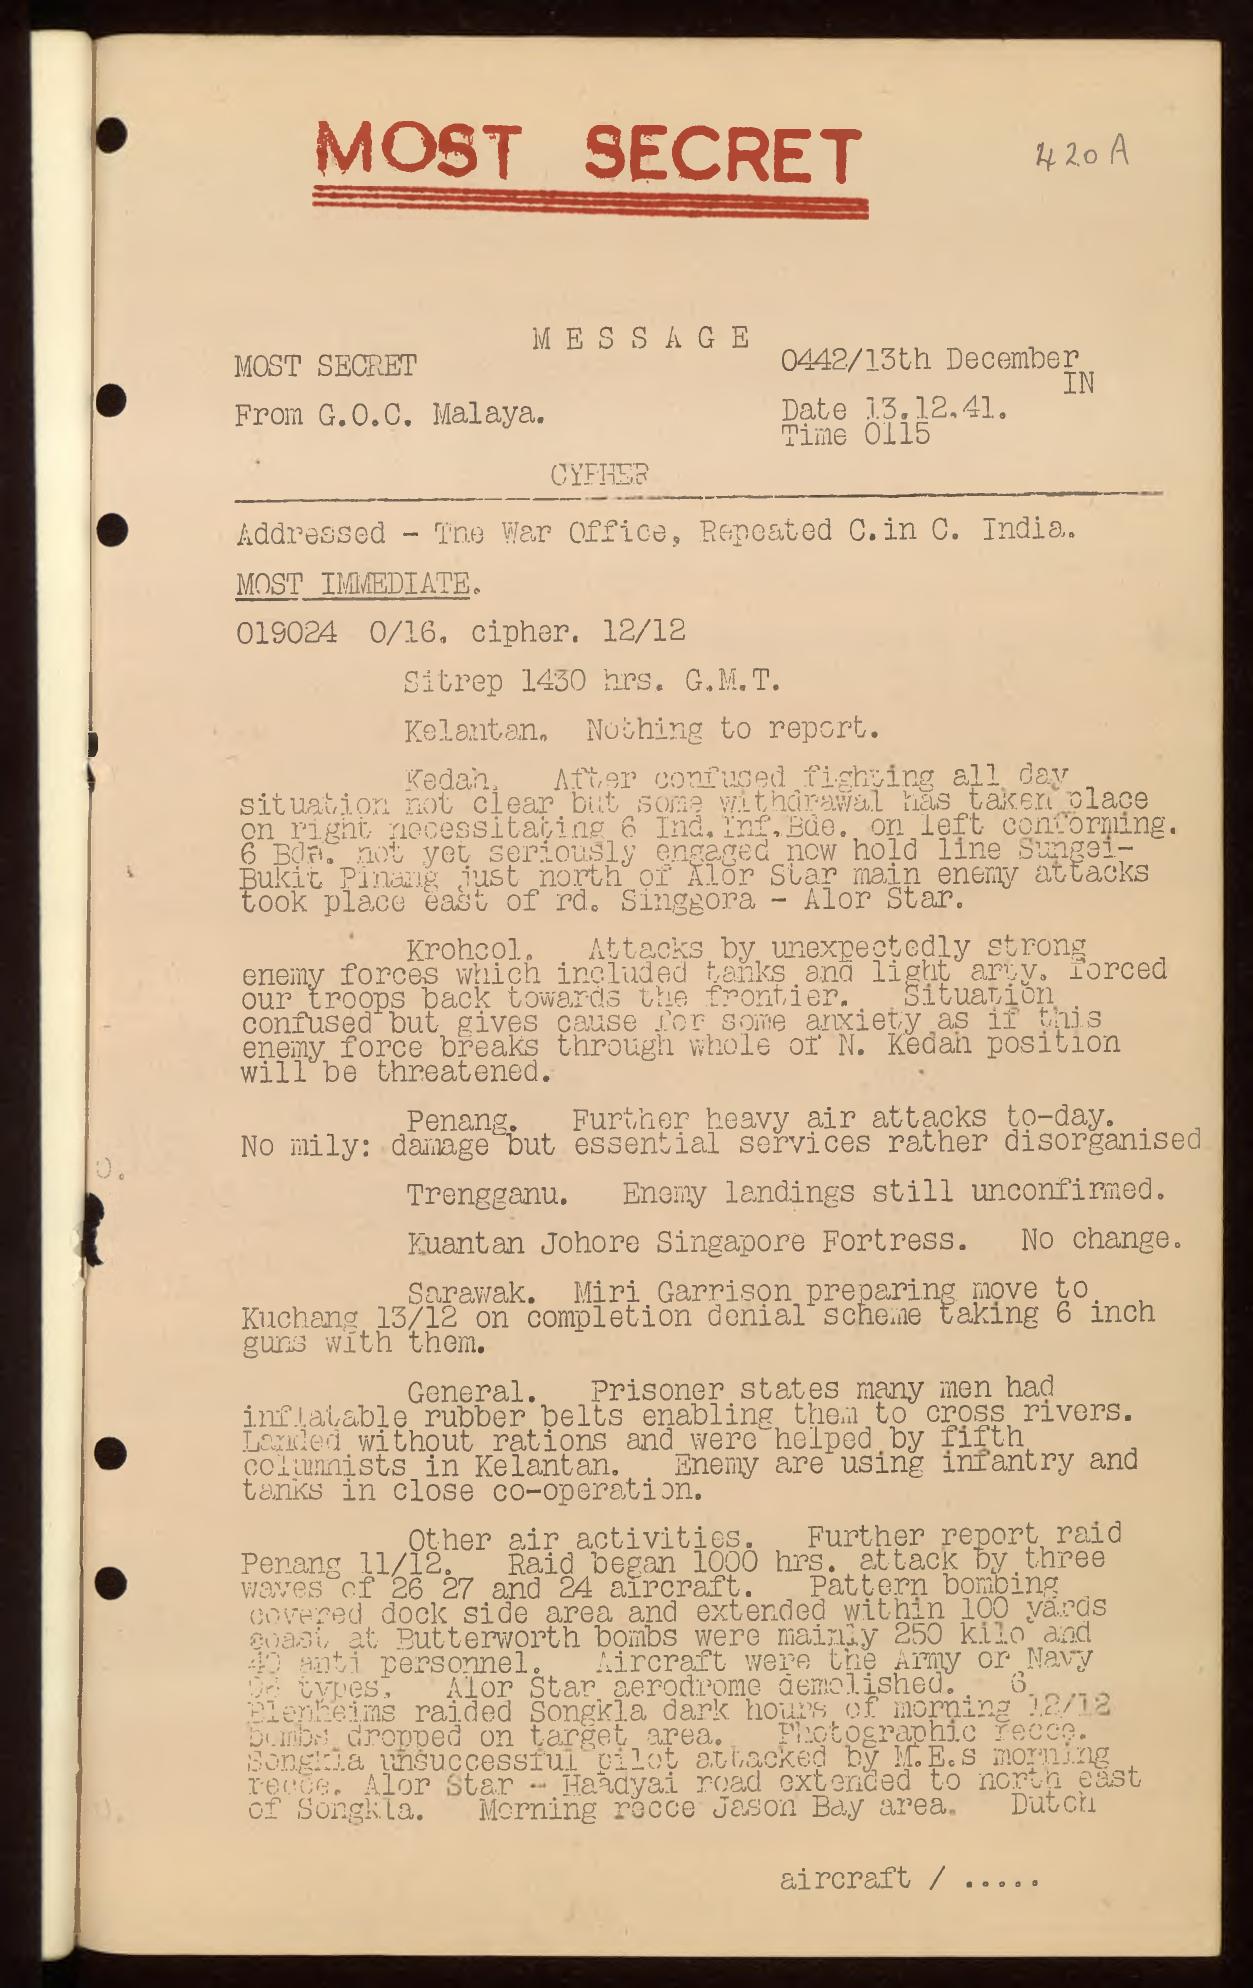 MOST SECRET
420A
MESSAGE
MOST SECRET
0442/13th December
IN
From G.O.C. Malaya.
Date 13.12.41.
Time 0115
CYPHER
Addressed - The War Office, Repeated C.in C. India.
MOST IMMEDIATE.
019024 0/16. cipher. 12/12
Sitrep 1430 hrs. G.M.T.
Kelantan. Nothing to report.
Kedah. After confused fighting all day
situation not clear but some withdrawal has taken place
on right necessitating 6 Ind.Inf.Bde. on left conforming.
6 Bde. not yet seriously engaged now hold line Sungei-
Bukit Pinang just north of Alor Star main enemy attacks
took place east of rd. Singgora - Alor Star.
Krohcol. Attacks by unexpectedly strong
enemy forces which included tanks and light arty. forced
our troops back towards the frontier. Situation
confused but gives cause for some anxiety as if this
enemy force breaks through whole of N. Kedah position
will be threatened.
Penang. Further heavy air attacks to-day.
No mily: damage but essential services rather disorganised
Trengganu. Enemy landings still unconfirmed.
Kuantan Johore Singapore Fortress. No change.
Sarawak. Miri Garrison preparing move to
Kuchang 13/12 on completion denial scheme taking 6 inch
guns with them.
General. Prisoner states many men had
inflatable rubber belts enabling them to cross rivers.
Landed without rations and were helped by fifth
columnists in Kelantan. Enemy are using infantry and
tanks in close co-operation.
Other air activities. Further report raid
Penang 11/12. Raid began 1000 hrs. attack by three
waves of 26 27 and 24 aircraft. Pattern bombing
covered dock side area and extended within 100 yards
coast at Butterworth bombs were mainly 250 kilo and
40 anti personnel. Aircraft were the Army or Navy
types. Alor Star aerodrome demolished. 6
Blenheims raided Songkla dark hours of morning 12/12
bombs dropped on target area. Photographic recce.
Songkla unsuccessful pilot attacked by M.E.s morning
recce. Alor Star - Haadyai road extended to north east
of Songkla. Morning recce Jason Bay area. Dutch
aircraft / .....